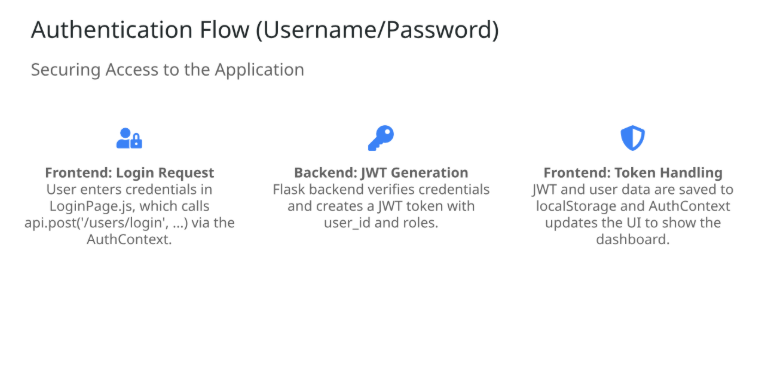 Authentication Flow (Username/Password)
Securing Access to the Application
Frontend: Login Request
User enters credentials in
LoginPage.js, which calls
api.post('/users/login', ...) via the
AuthContext.
Backend: JWT Generation
Flask backend verifies credentials
and creates a JWT token with
user_id and roles.
Frontend: Token Handling
JWT and user data are saved to
localStorage and AuthContext
updates the UI to show the
dashboard.